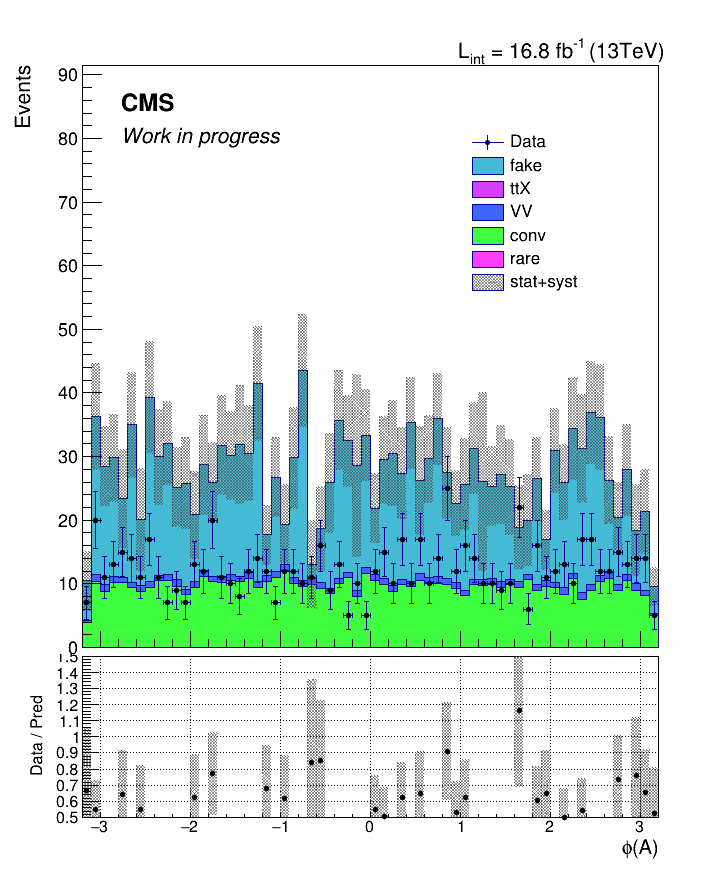 L_int = 16.8 fb^-1 (13TeV)
Events
90
80
70
60
50
40
30
20
10
0
CMS
Work in progress
Data
fake
ttX
VV
conv
rare
stat+syst
Data / Pred
1.5
1.4
1.3
1.2
1.1
1
0.9
0.8
0.7
0.6
0.5
−3 −2 −1 0 1 2 3
ϕ(A)